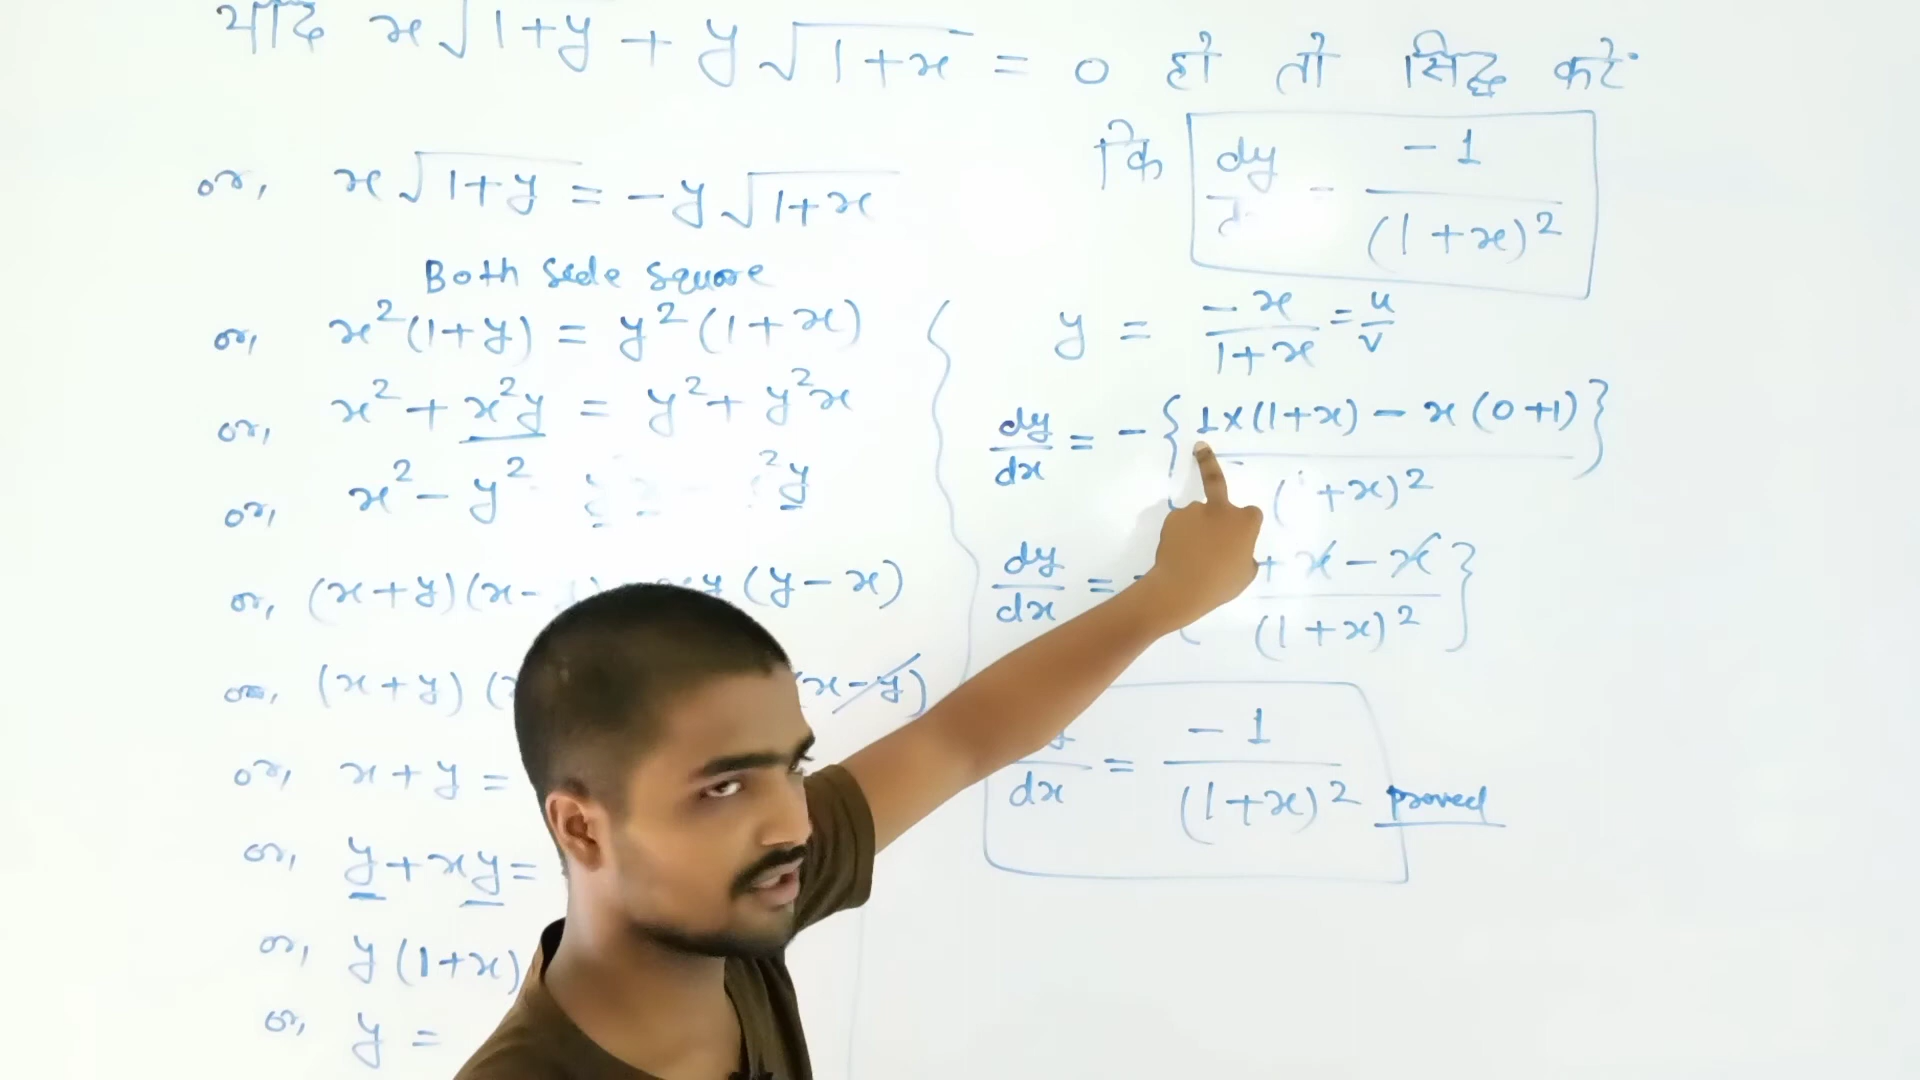 यदि x√1+y + y√1+x = 0 हो तो सिद्ध करें
कि dy - -1/(1+x)²
or, x√1+y = -y√1+x
Both side square
or, x²(1+y) = y²(1+x)
or, x² + x²y = y² + y²x
or, x² - y² ²y
or, (x+y)(x- y (y-x)
or, (x+y) ( (x-y)
or, x+y =
or, y+xy=
or, y(1+x)
or, y =
y = -x/1+x = u/v
dy/dx = - { 1×(1+x) - x(0+1) / ( +x)² }
dy/dx = + x - x / (1+x)² }
dx = -1/(1+x)² proved